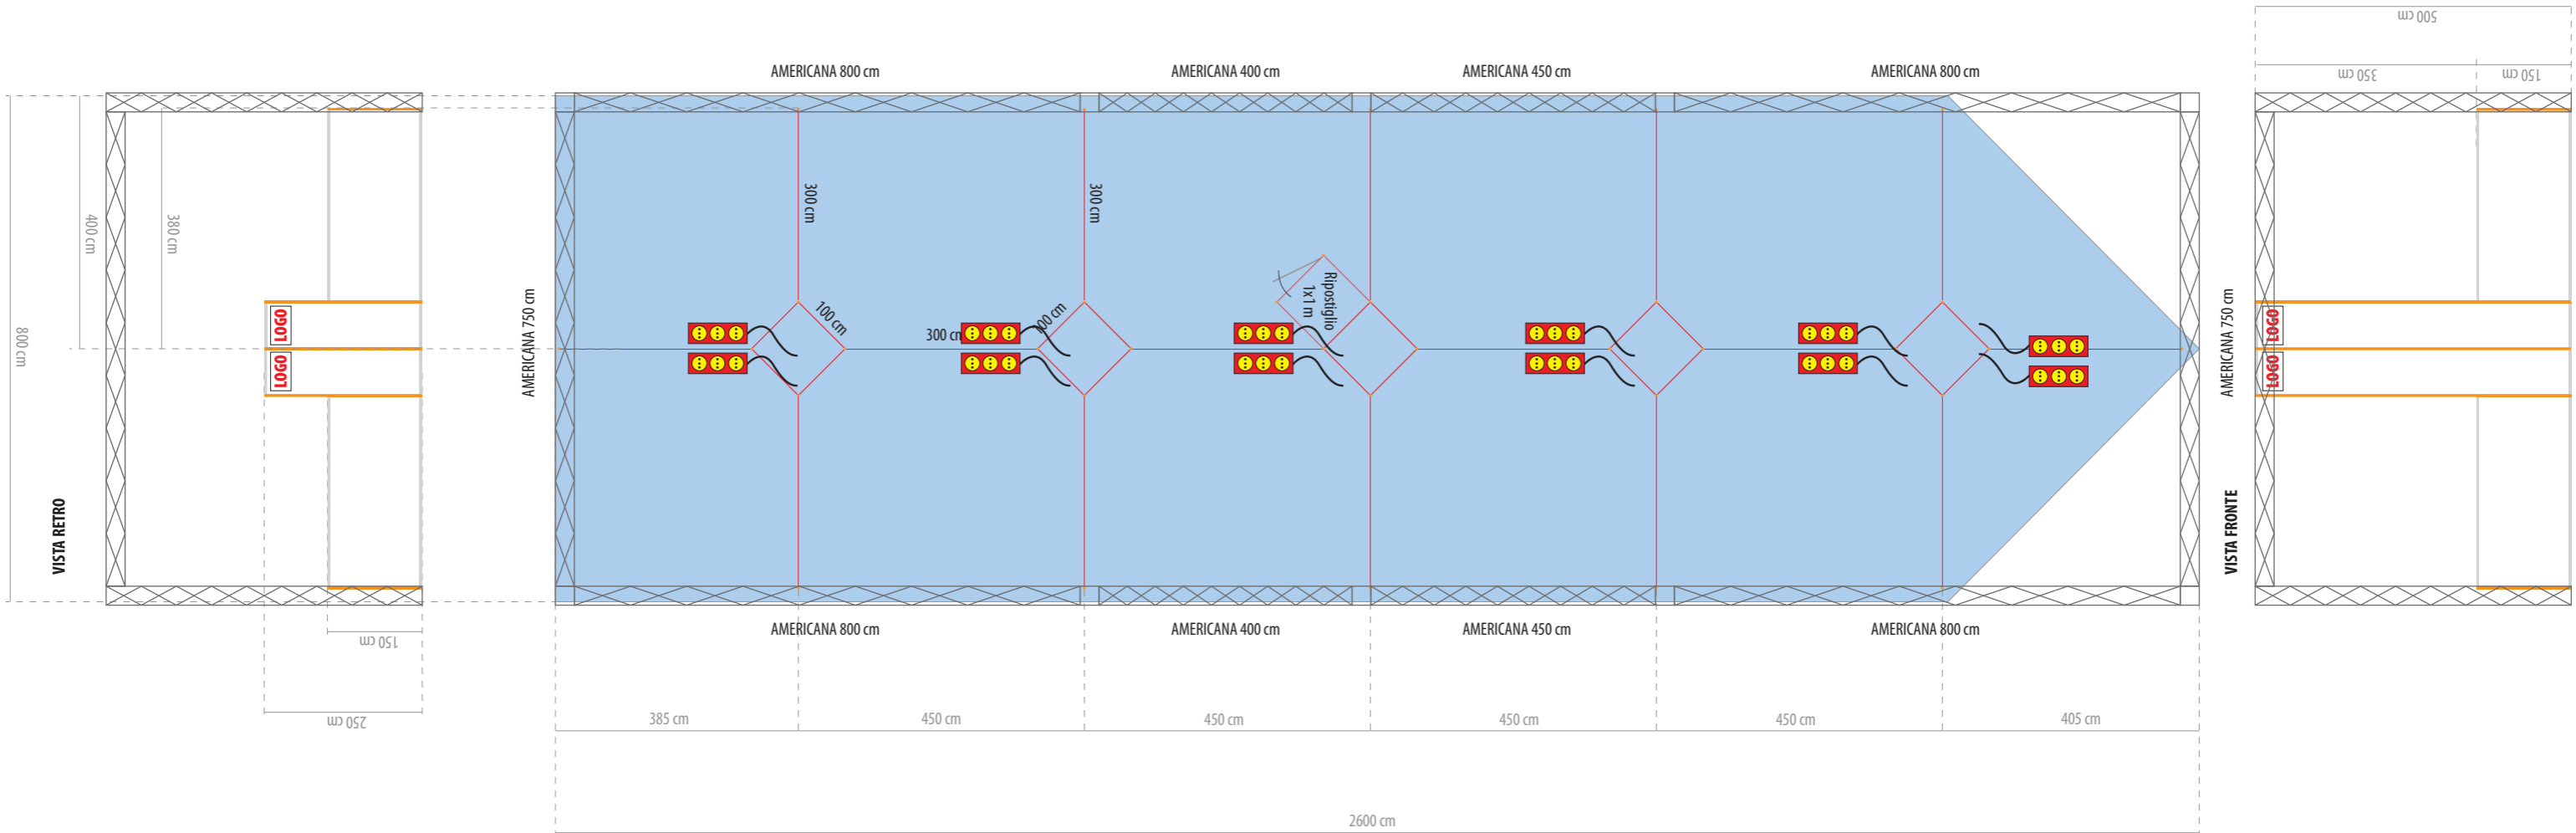 500 cm
350 cm
150 cm
AMERICANA 800 cm
AMERICANA 400 cm
AMERICANA 450 cm
AMERICANA 800 cm
800 cm
400 cm
380 cm
LOGO
LOGO
VISTA RETRO
150 cm
250 cm
AMERICANA 750 cm
300 cm
300 cm
100 cm
300 cm
100 cm
Ripostiglio
1x1 m
AMERICANA 750 cm
LOGO
LOGO
VISTA FRONTE
AMERICANA 800 cm
AMERICANA 400 cm
AMERICANA 450 cm
AMERICANA 800 cm
385 cm
450 cm
450 cm
450 cm
450 cm
405 cm
2600 cm